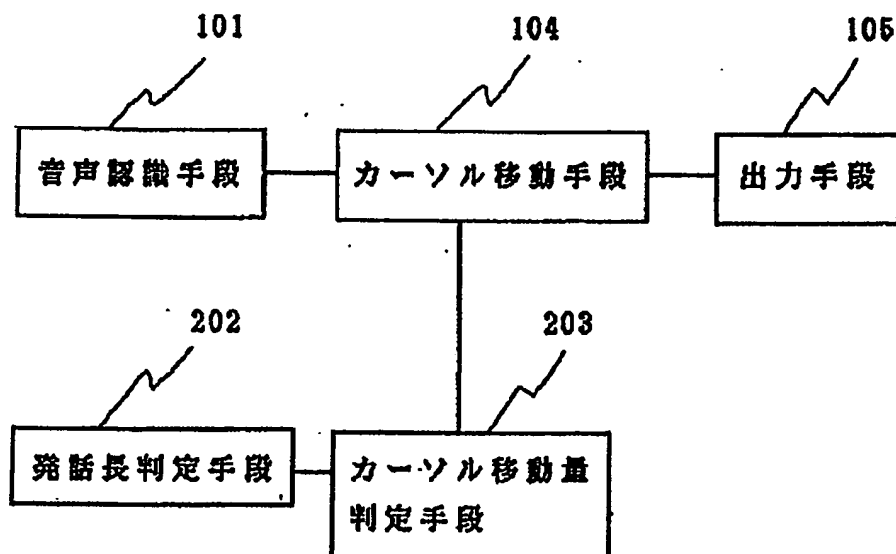 101
104
105
音声認識手段
カーソル移動手段
出力手段
202
203
発話長判定手段
カーソル移動量
判定手段